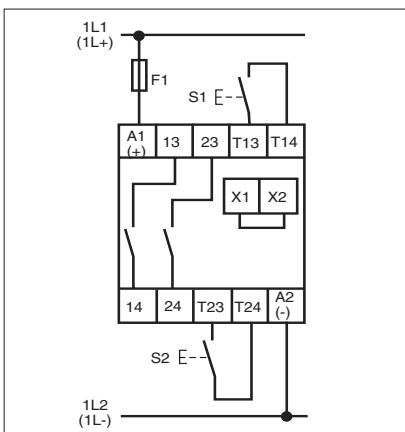 1L1
(1L+)
F1
S1
A1
(+)
13
23
T13
T14
X1
X2
14
24
T23
T24
A2
(-)
S2
1L2
(1L-)